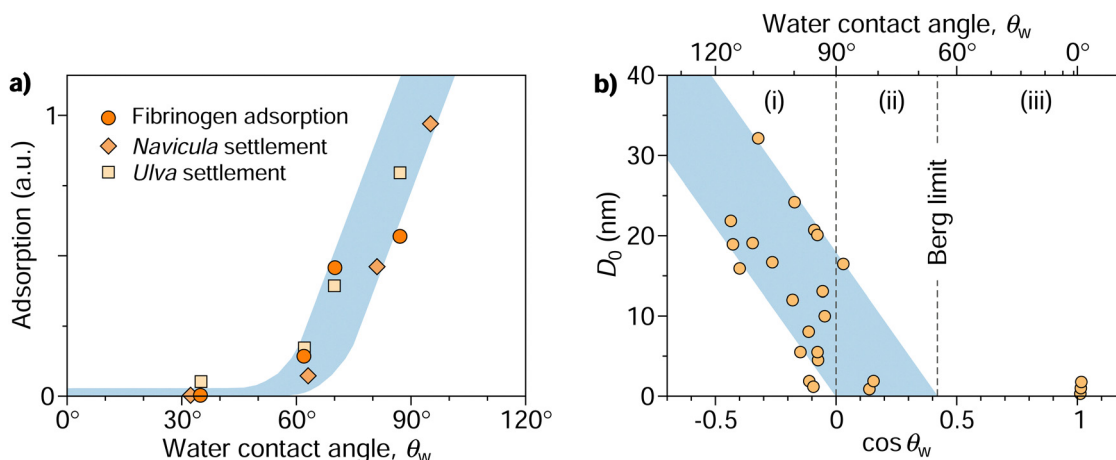 a)
1
Fibrinogen adsorption
Navicula settlement
Ulva settlement
Adsorption (a.u.)
0
0° 30° 60° 90° 120°
Water contact angle, θw
Water contact angle, θw
120° 90° 60° 0°
b)
40
(i) (ii) (iii)
30
20
10
0
D0 (nm)
Berg limit
-0.5 0 0.5 1
cos θw